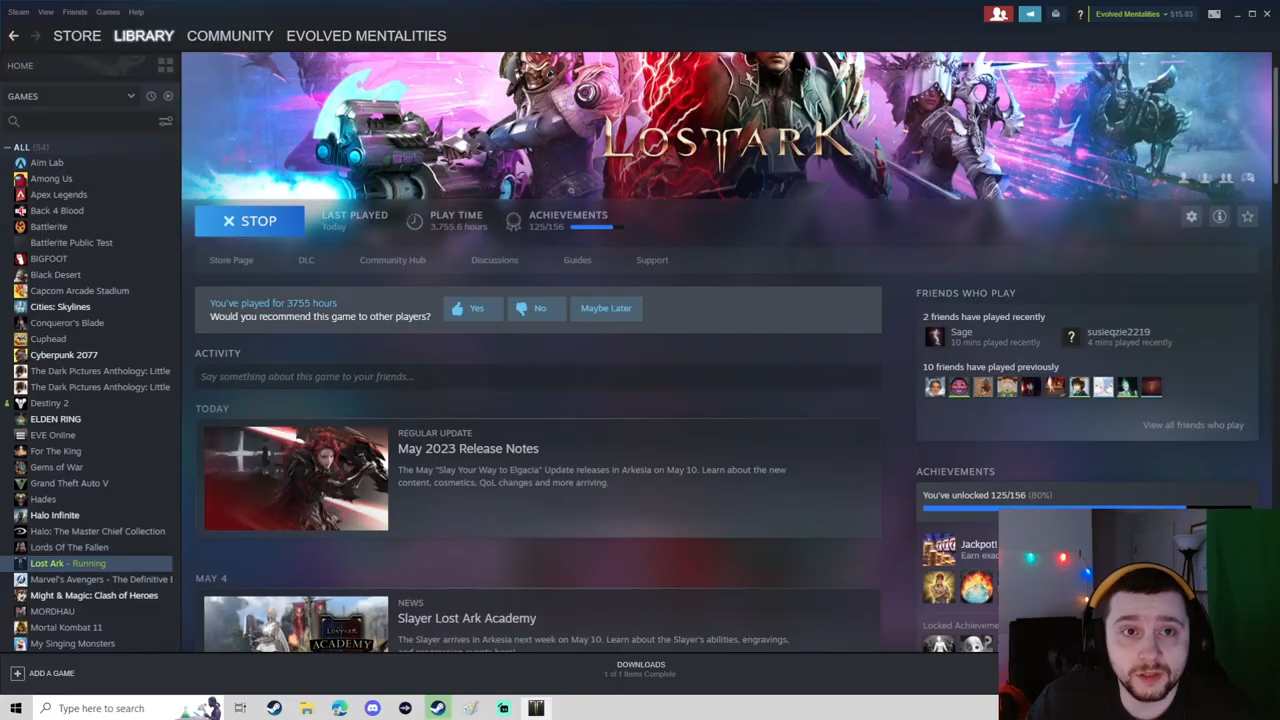 Steam View Friends Games Help
Evolved Mentalities $15.03
STORE LIBRARY COMMUNITY EVOLVED MENTALITIES
HOME
GAMES
ALL (54)
Aim Lab
Among Us
Apex Legends
Back 4 Blood
Battlerite
Battlerite Public Test
BIGFOOT
Black Desert
Capcom Arcade Stadium
Cities: Skylines
Conqueror's Blade
Cuphead
Cyberpunk 2077
The Dark Pictures Anthology: Little
The Dark Pictures Anthology: Little
Destiny 2
ELDEN RING
EVE Online
For The King
Gems of War
Grand Theft Auto V
Hades
Halo Infinite
Halo: The Master Chief Collection
Lords Of The Fallen
Lost Ark - Running
Marvel's Avengers - The Definitive E
Might & Magic: Clash of Heroes
MORDHAU
Mortal Kombat 11
My Singing Monsters
ADD A GAME
LOST ARK
STOP
LAST PLAYED
Today
PLAY TIME
3,755.6 hours
ACHIEVEMENTS
125/156
Store Page DLC Community Hub Discussions Guides Support
You've played for 3755 hours
Would you recommend this game to other players?
Yes No Maybe Later
ACTIVITY
Say something about this game to your friends...
TODAY
REGULAR UPDATE
May 2023 Release Notes
The May “Slay Your Way to Elgacia” Update releases in Arkesia on May 10. Learn about the new
content, cosmetics, QoL changes and more arriving.
MAY 4
LOST ARK
ACADEMY
NEWS
Slayer Lost Ark Academy
The Slayer arrives in Arkesia next week on May 10. Learn about the Slayer's abilities, engravings,
and progression events here!
FRIENDS WHO PLAY
2 friends have played recently
Sage
10 mins played recently
susieqzie2219
4 mins played recently
10 friends have played previously
View all friends who play
ACHIEVEMENTS
You've unlocked 125/156 (80%)
Jackpot!
Earn exac
Locked Achieveme
DOWNLOADS
1 of 1 Items Complete
Type here to search